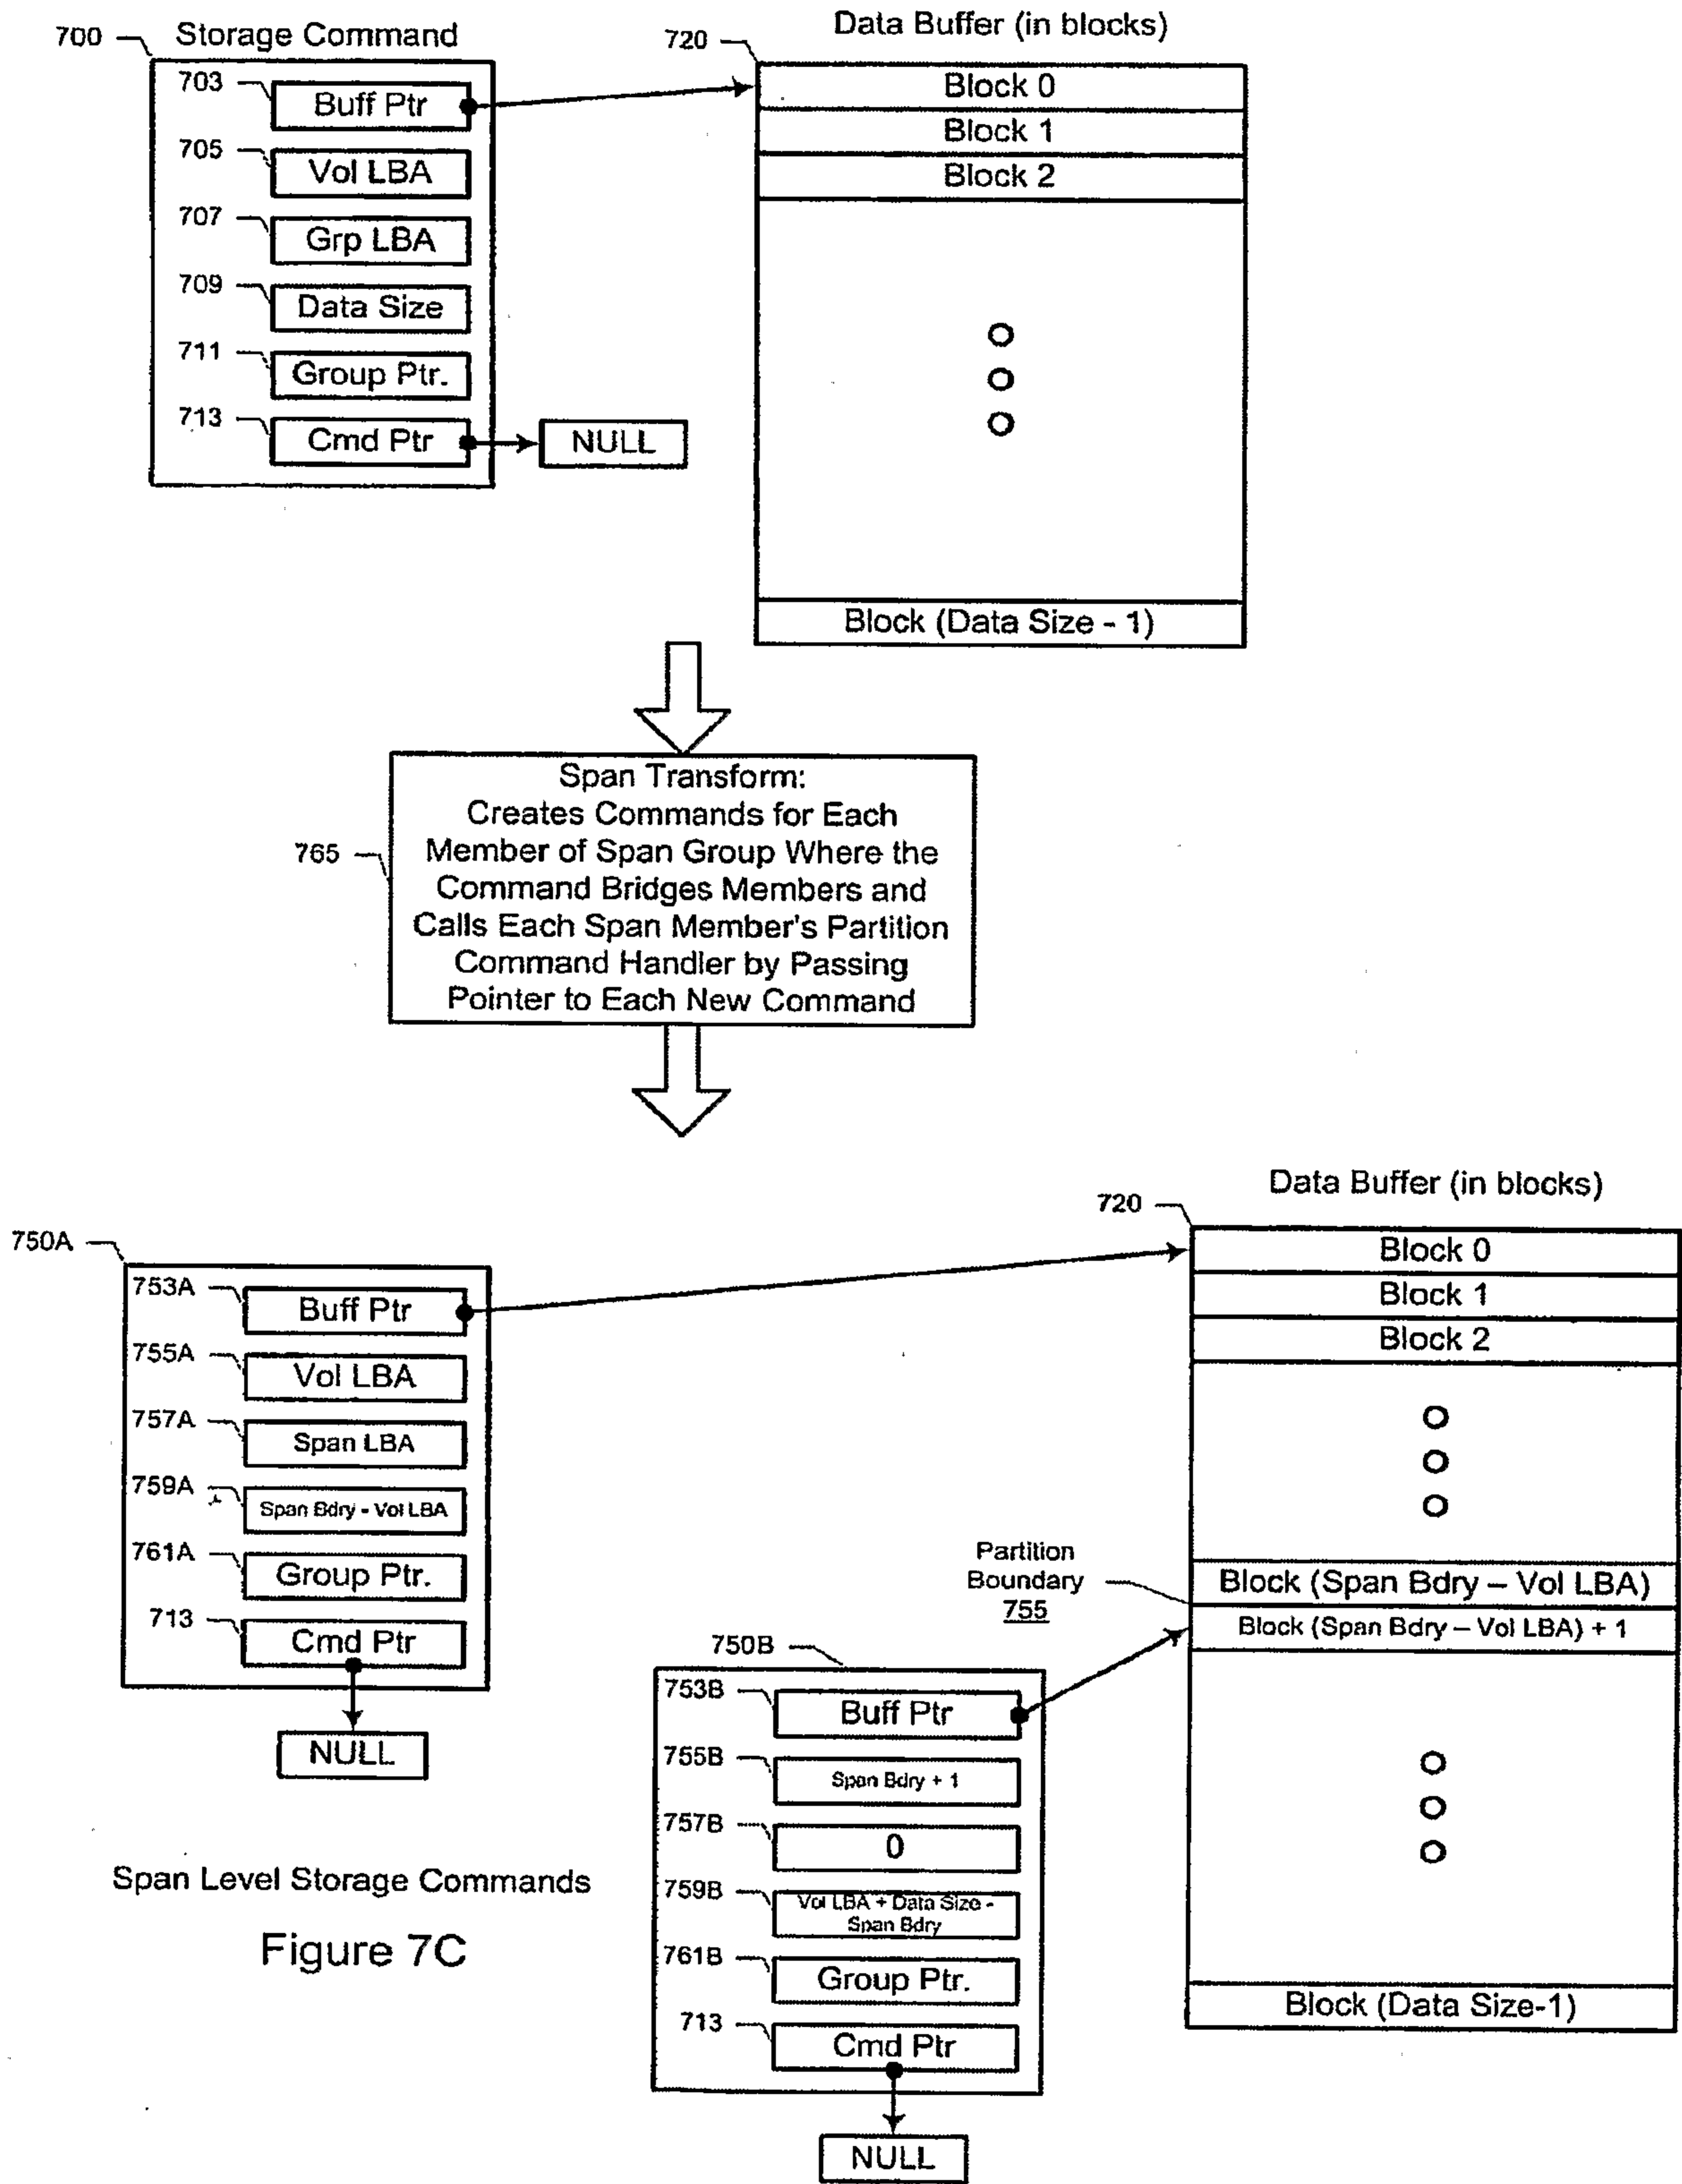 700
Storage Command
703
Buff Ptr
705
Vol LBA
707
Grp LBA
709
Data Size
711
Group Ptr.
713
Cmd Ptr
NULL
720
Data Buffer (in blocks)
Block 0
Block 1
Block 2
Block (Data Size - 1)
765
Span Transform:
Creates Commands for Each
Member of Span Group Where the
Command Bridges Members and
Calls Each Span Member's Partition
Command Handler by Passing
Pointer to Each New Command
750A
753A
Buff Ptr
755A
Vol LBA
757A
Span LBA
759A
Span Bdry - Vol LBA
761A
Group Ptr.
713
Cmd Ptr
NULL
720
Data Buffer (in blocks)
Block 0
Block 1
Block 2
Partition
Boundary
755
Block (Span Bdry – Vol LBA)
Block (Span Bdry – Vol LBA) + 1
Block (Data Size-1)
750B
753B
Buff Ptr
755B
Span Bdry + 1
757B
0
759B
Vol LBA + Data Size -
Span Bdry
761B
Group Ptr.
713
Cmd Ptr
NULL
Span Level Storage Commands
Figure 7C